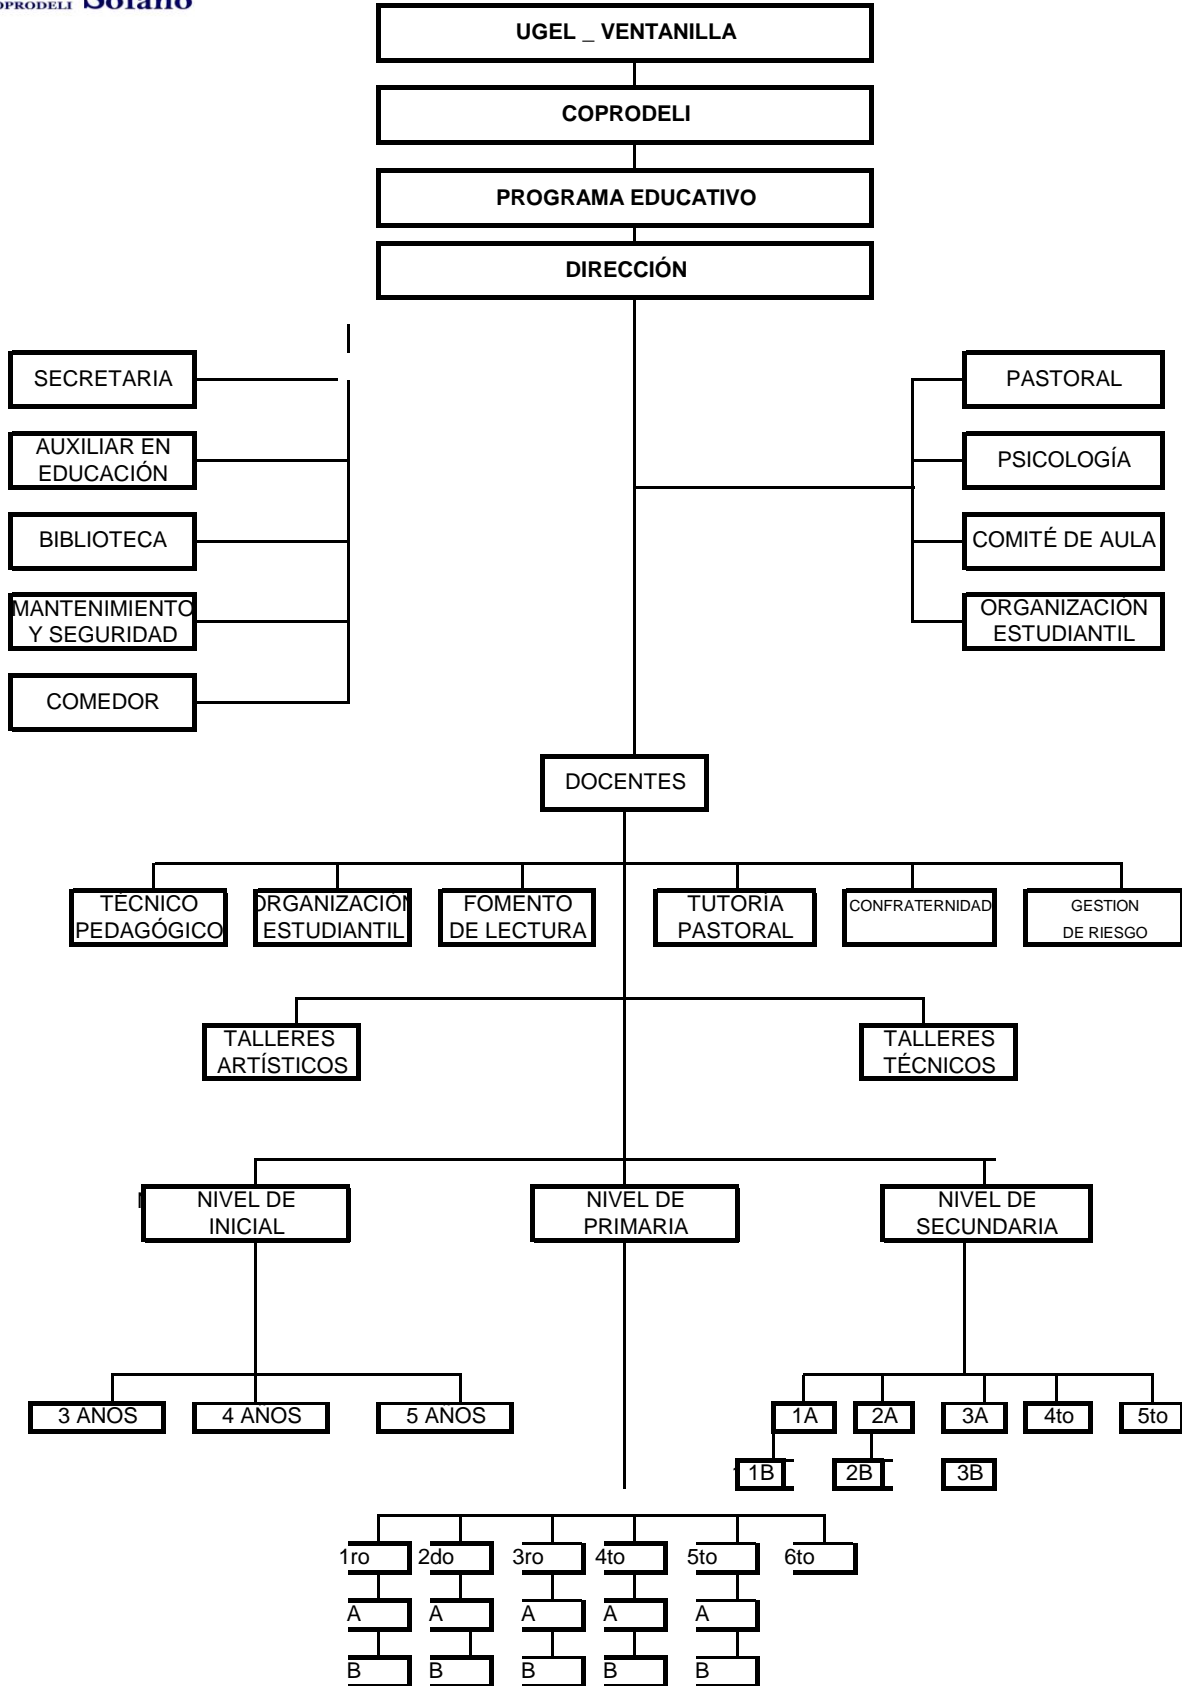 OPRODELI Solano
UGEL _ VENTANILLA
COPRODELI
PROGRAMA EDUCATIVO
DIRECCIÓN
SECRETARIA
PASTORAL
AUXILIAR EN
EDUCACIÓN
PSICOLOGÍA
BIBLIOTECA
COMITÉ DE AULA
MANTENIMIENTO
Y SEGURIDAD
ORGANIZACIÓN
ESTUDIANTIL
COMEDOR
DOCENTES
TÉCNICO
PEDAGÓGICO
ORGANIZACIÓN
ESTUDIANTIL
FOMENTO
DE LECTURA
TUTORÍA
PASTORAL
CONFRATERNIDAD
GESTION
DE RIESGO
TALLERES
ARTÍSTICOS
TALLERES
TÉCNICOS
NIVEL DE
INICIAL
NIVEL DE
PRIMARIA
NIVEL DE
SECUNDARIA
3 AÑOS
4 AÑOS
5 AÑOS
1A
2A
3A
4to
5to
1B
2B
3B
1ro
2do
3ro
4to
5to
6to
A
A
A
A
A
B
B
B
B
B